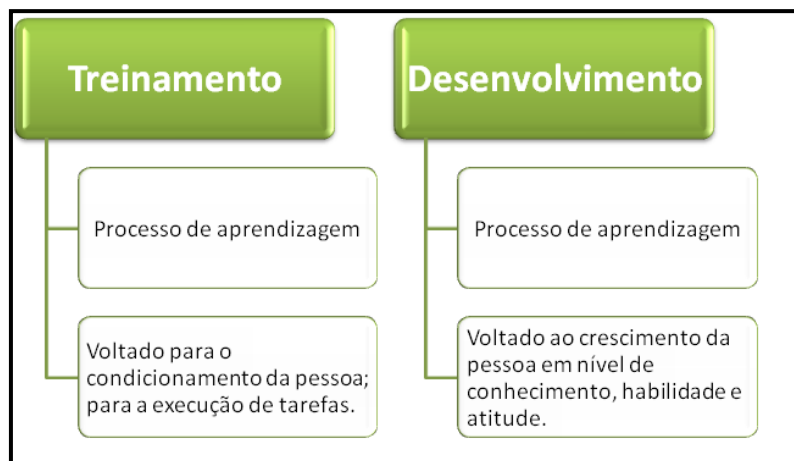 Treinamento
Processo de aprendizagem
Voltado para o
condicionamento da pessoa;
para a execução de tarefas.
Desenvolvimento
Processo de aprendizagem
Voltado ao crescimento da
pessoa em nível de
conhecimento, habilidade e
atitude.